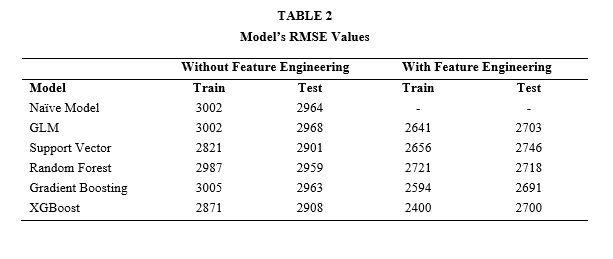 TABLE 2
Model's RMSE Values
Without Feature Engineering With Feature Engineering
Model Train Test Train Test
Naïve Model 3002 2964 - -
GLM 3002 2968 2641 2703
Support Vector 2821 2901 2656 2746
Random Forest 2987 2959 2721 2718
Gradient Boosting 3005 2963 2594 2691
XGBoost 2871 2908 2400 2700